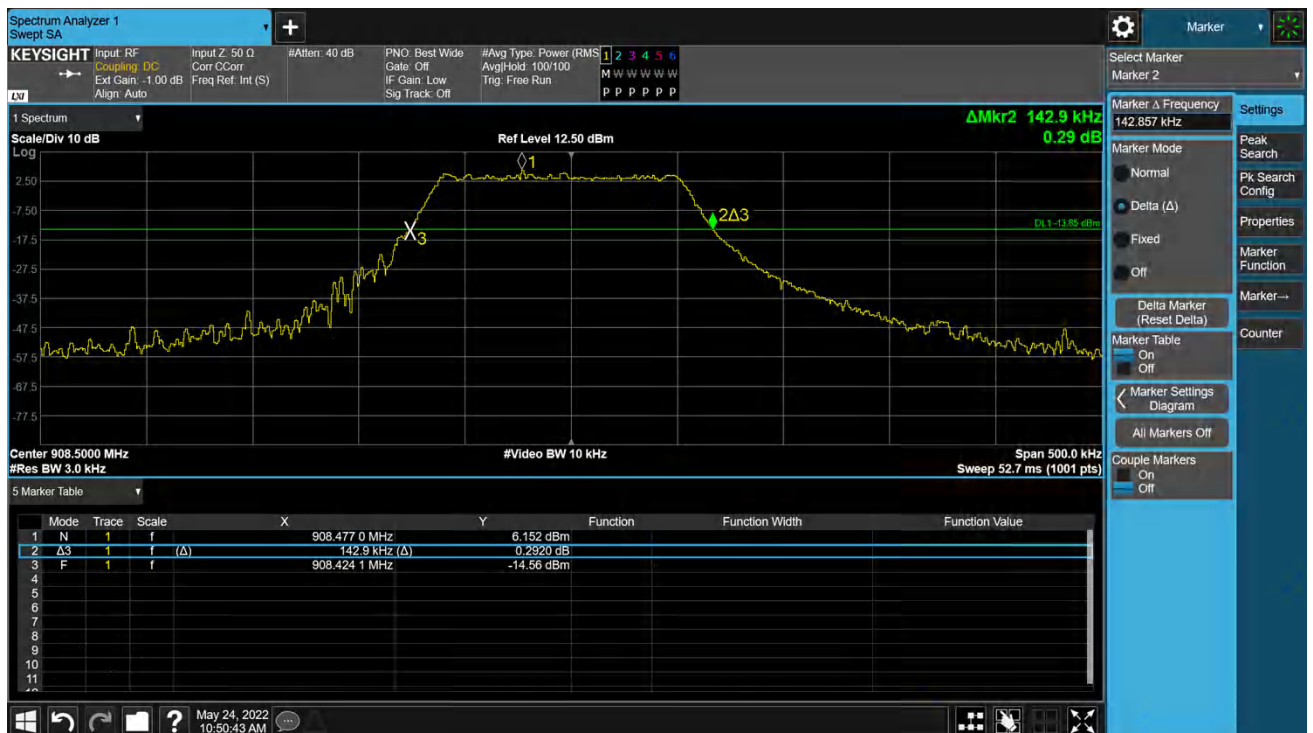 Spectrum Analyzer 1
Swept SA
+
Marker
KEYSIGHT
LXI
Input: RF
Coupling: DC
Ext Gain: -1.00 dB
Align: Auto
Input Z: 50 Ω
Corr CCorr
Freq Ref: Int (S)
#Atten: 40 dB
PNO: Best Wide
Gate: Off
IF Gain: Low
Sig Track: Off
#Avg Type: Power (RMS
Avg|Hold: 100/100
Trig: Free Run
1 2 3 4 5 6
M W W W W W
P P P P P P
Select Marker
Marker 2
1 Spectrum
ΔMkr2 142.9 kHz
0.29 dB
Scale/Div 10 dB
Ref Level 12.50 dBm
Log
2.50
-7.50
-17.5
-27.5
-37.5
-47.5
-57.5
-67.5
-77.5
1
2Δ3
3
DL1 -13.85 dBm
Center 908.5000 MHz
#Video BW 10 kHz
Span 500.0 kHz
#Res BW 3.0 kHz
Sweep 52.7 ms (1001 pts)
Marker Δ Frequency
142.857 kHz
Marker Mode
Normal
Delta (Δ)
Fixed
Off
Delta Marker
(Reset Delta)
Marker Table
On
Off
Marker Settings
Diagram
All Markers Off
Couple Markers
On
Off
Settings
Peak
Search
Pk Search
Config
Properties
Marker
Function
Marker→
Counter
5 Marker Table
Mode Trace Scale X Y Function Function Width Function Value
1 N 1 f 908.477 0 MHz 6.152 dBm
2 Δ3 1 f (Δ) 142.9 kHz (Δ) 0.2920 dB
3 F 1 f 908.424 1 MHz -14.56 dBm
4
5
6
7
8
9
10
11
?
May 24, 2022
10:50:43 AM